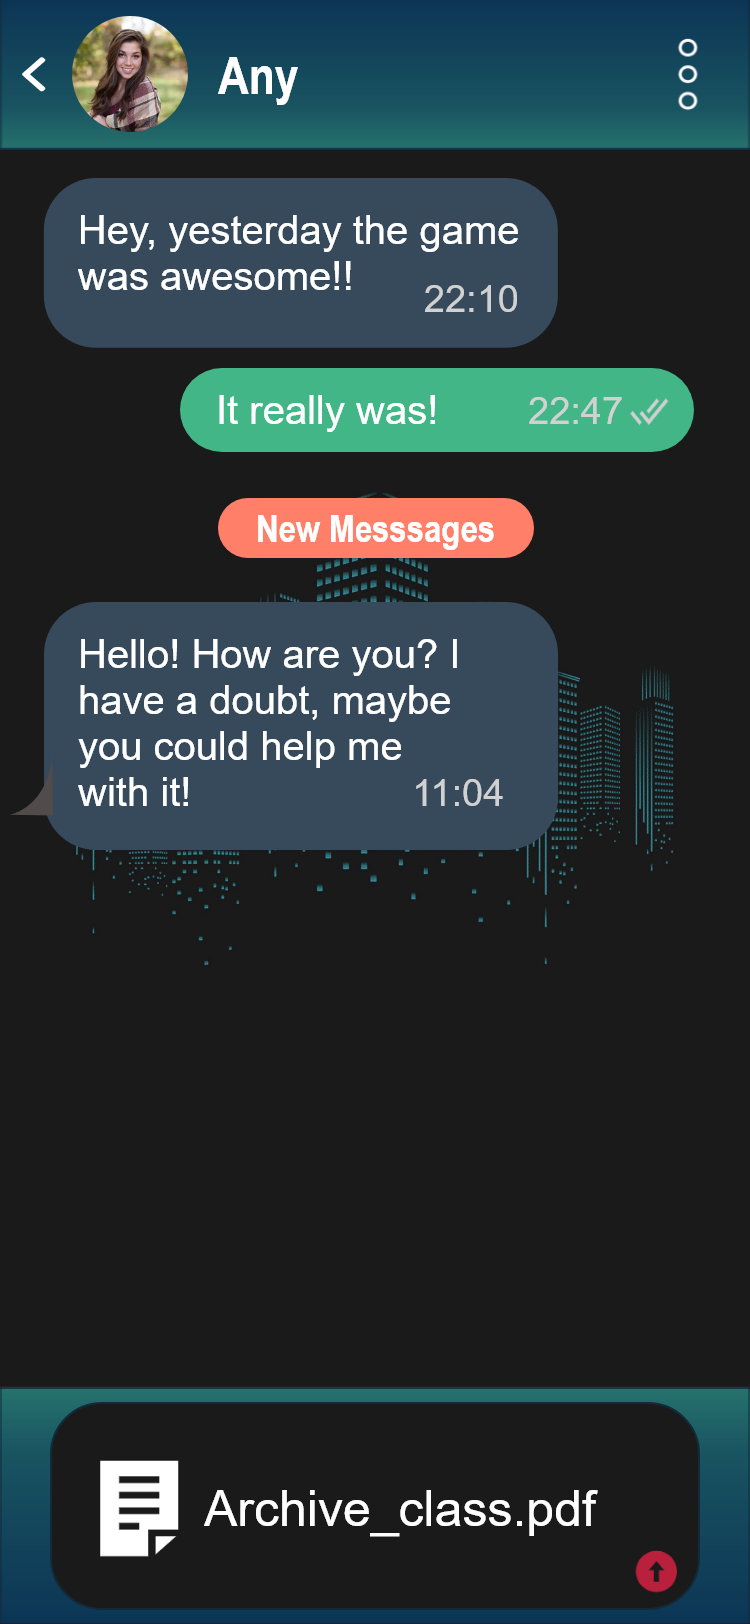 Any
Hey, yesterday the game
was awesome!!
22:10
It really was! 22:47
New Messsages
Hello! How are you? I
have a doubt, maybe
you could help me
with it! 11:04
Archive_class.pdf